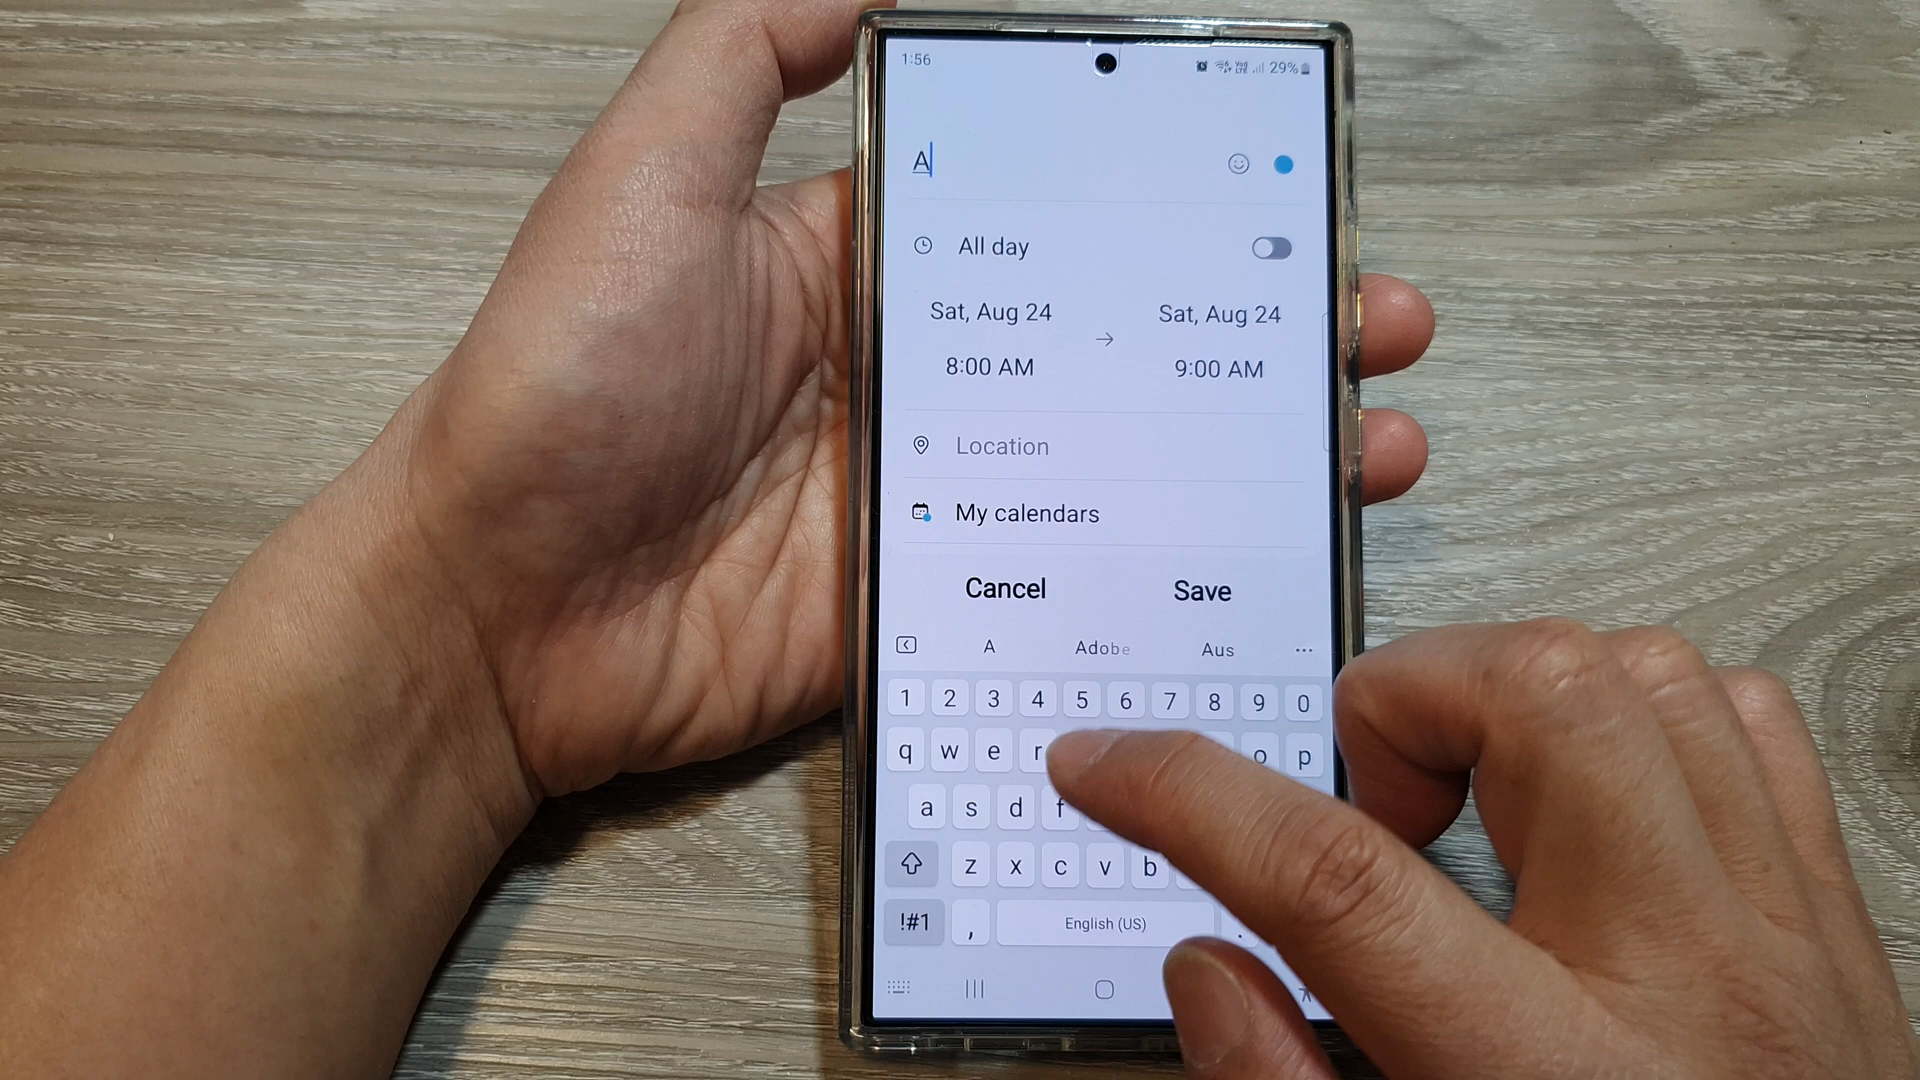 1:56
29%
A
All day
Sat, Aug 24
Sat, Aug 24
8:00 AM
9:00 AM
Location
My calendars
Cancel
Save
A
Adobe
Aus
1 2 3 4 5 6 7 8 9 0
q w e r o p
a s d f
z x c v b
!#1 , English (US) .